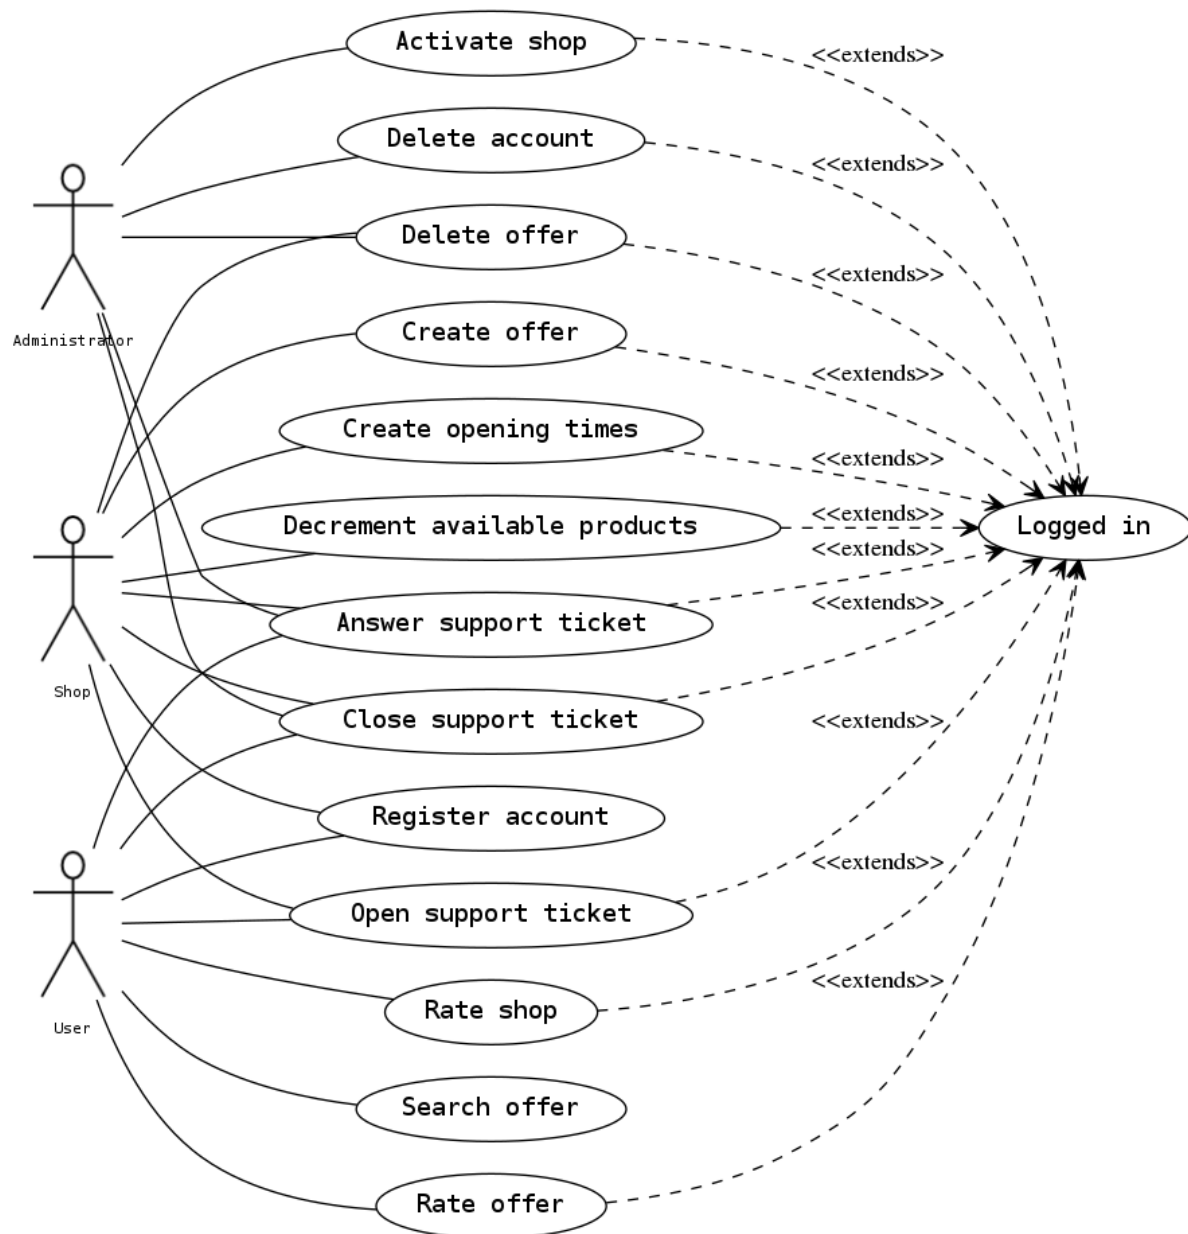 Activate shop
<<extends>>
Delete account
<<extends>>
Delete offer
<<extends>>
Administrator
Create offer
<<extends>>
Create opening times
<<extends>>
Decrement available products
<<extends>>
Logged in
<<extends>>
Answer support ticket
<<extends>>
Shop
Close support ticket
<<extends>>
Register account
<<extends>>
Open support ticket
<<extends>>
Rate shop
User
Search offer
Rate offer